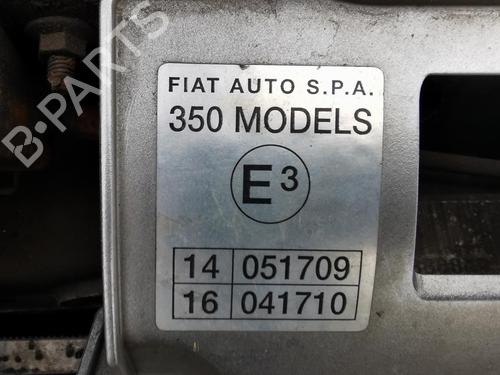 B-PARTS
FIAT AUTO S.P.A.
350 MODELS
E3
14 051709
16 041710